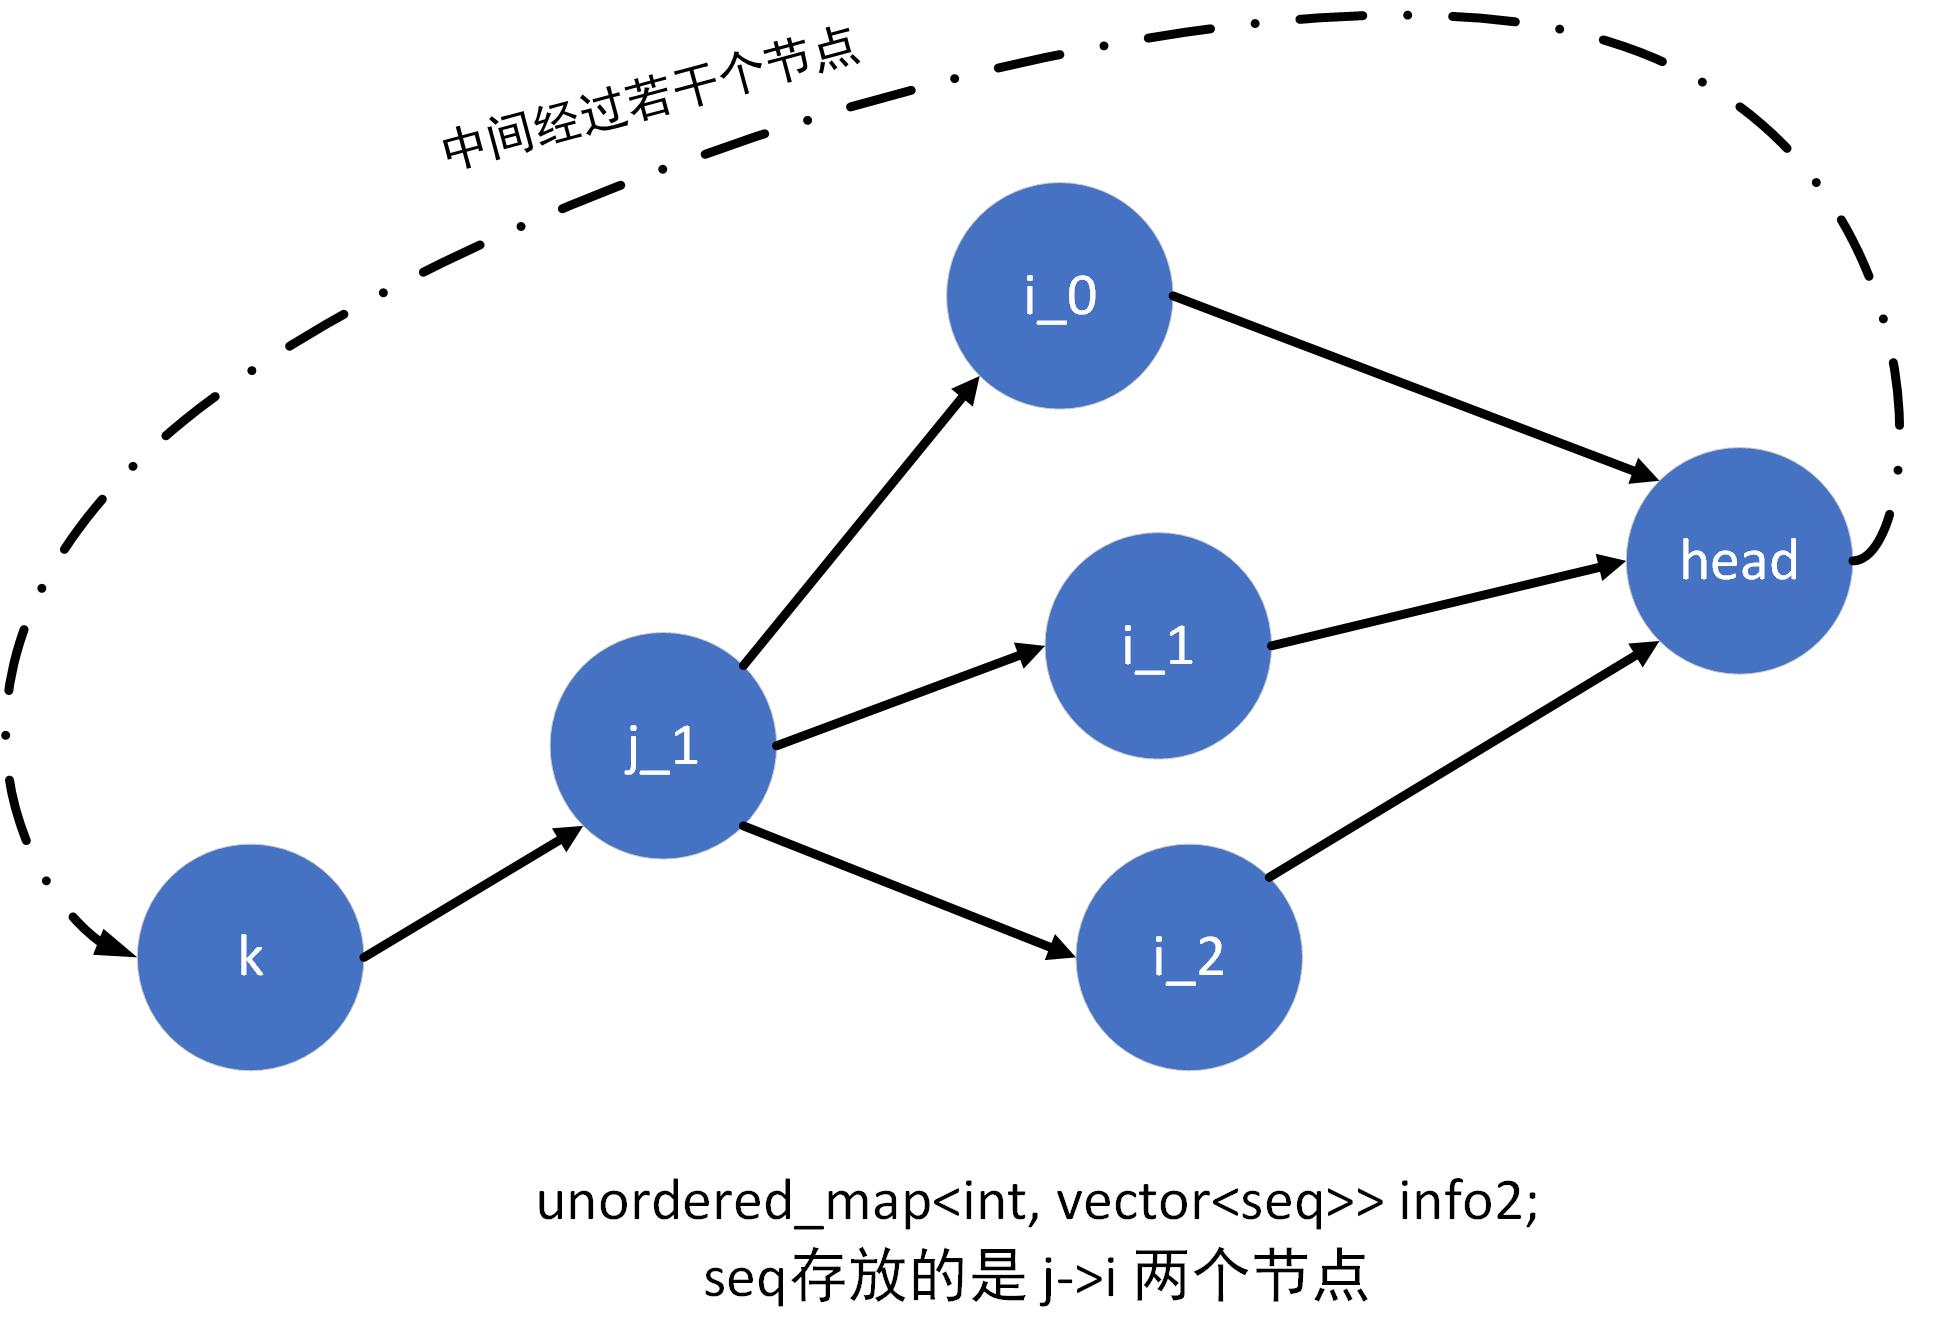 中间经过若干个节点
i_0
head
i_1
j_1
i_2
k
unordered_map<int, vector<seq>> info2;
seq存放的是 j->i 两个节点